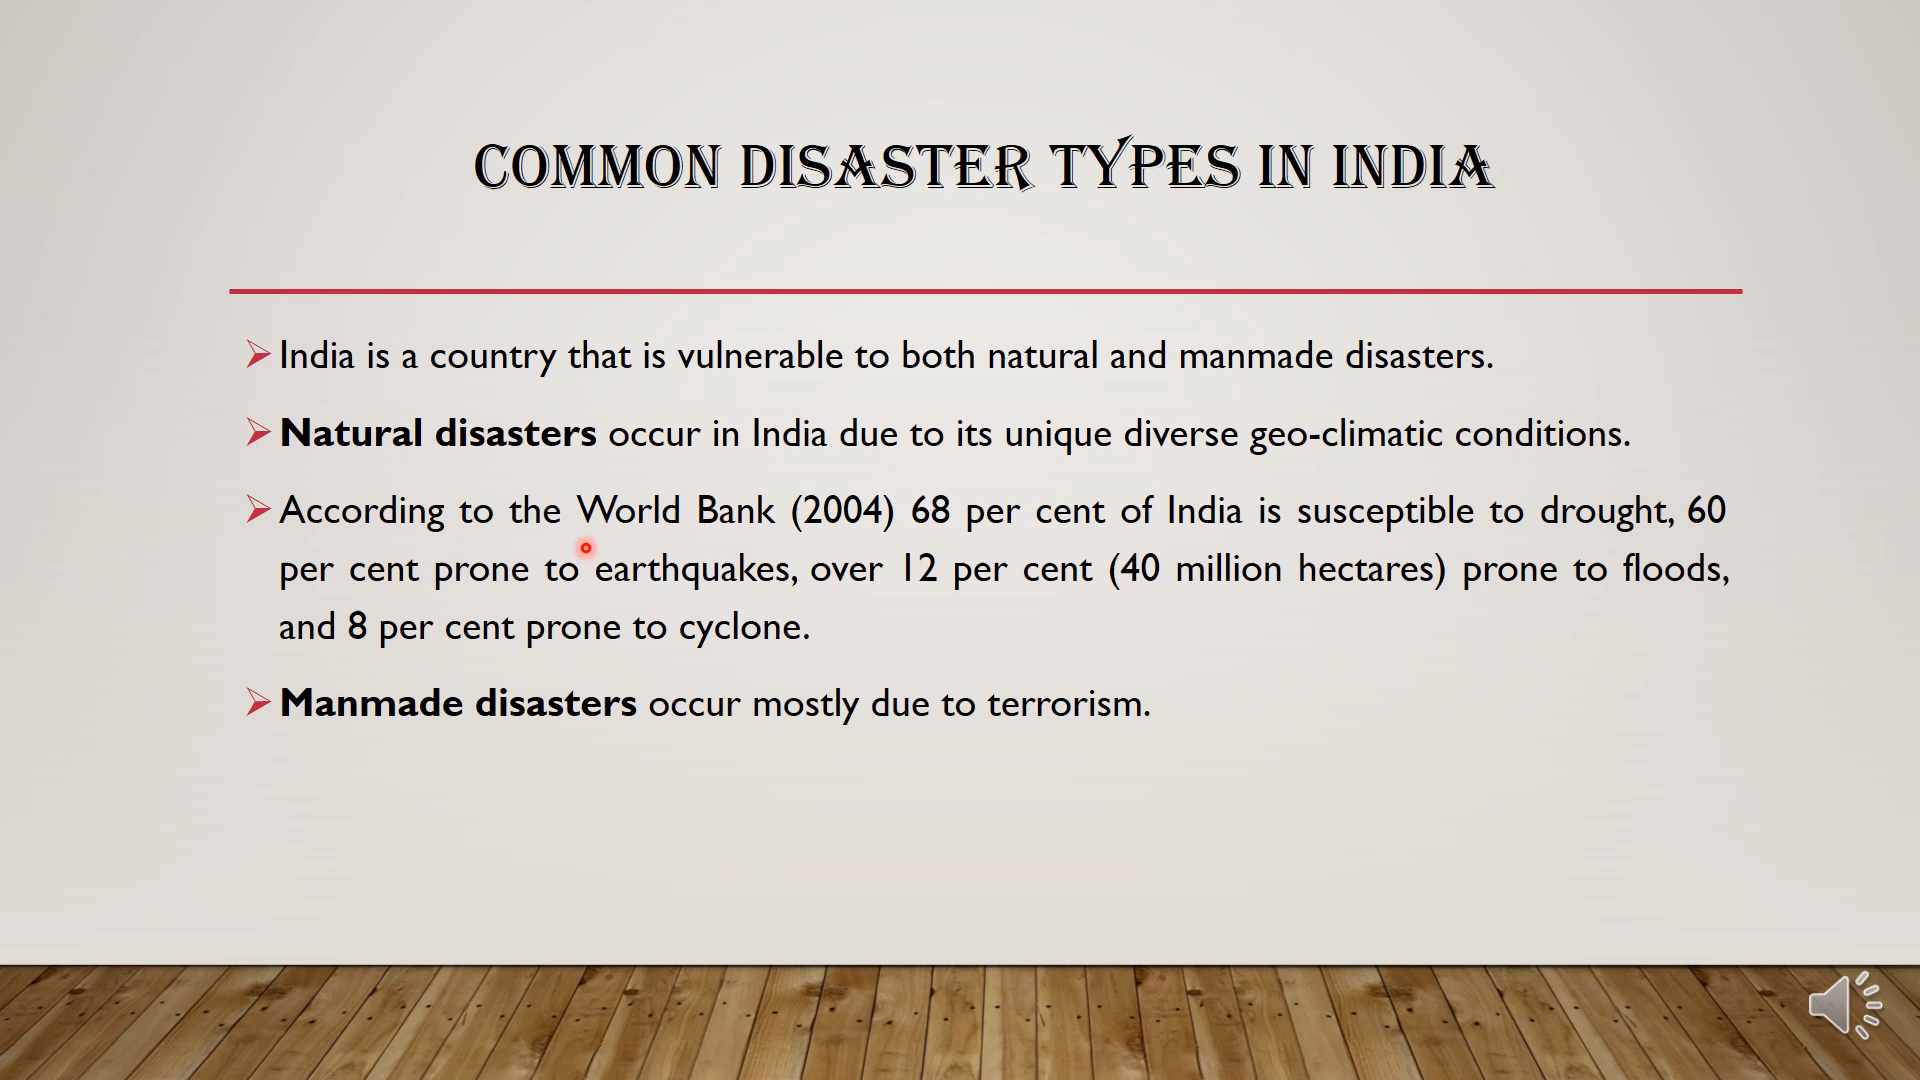 COMMON DISASTER TYPES IN INDIA
India is a country that is vulnerable to both natural and manmade disasters.
Natural disasters occur in India due to its unique diverse geo-climatic conditions.
According to the World Bank (2004) 68 per cent of India is susceptible to drought, 60
per cent prone to earthquakes, over 12 per cent (40 million hectares) prone to floods,
and 8 per cent prone to cyclone.
Manmade disasters occur mostly due to terrorism.